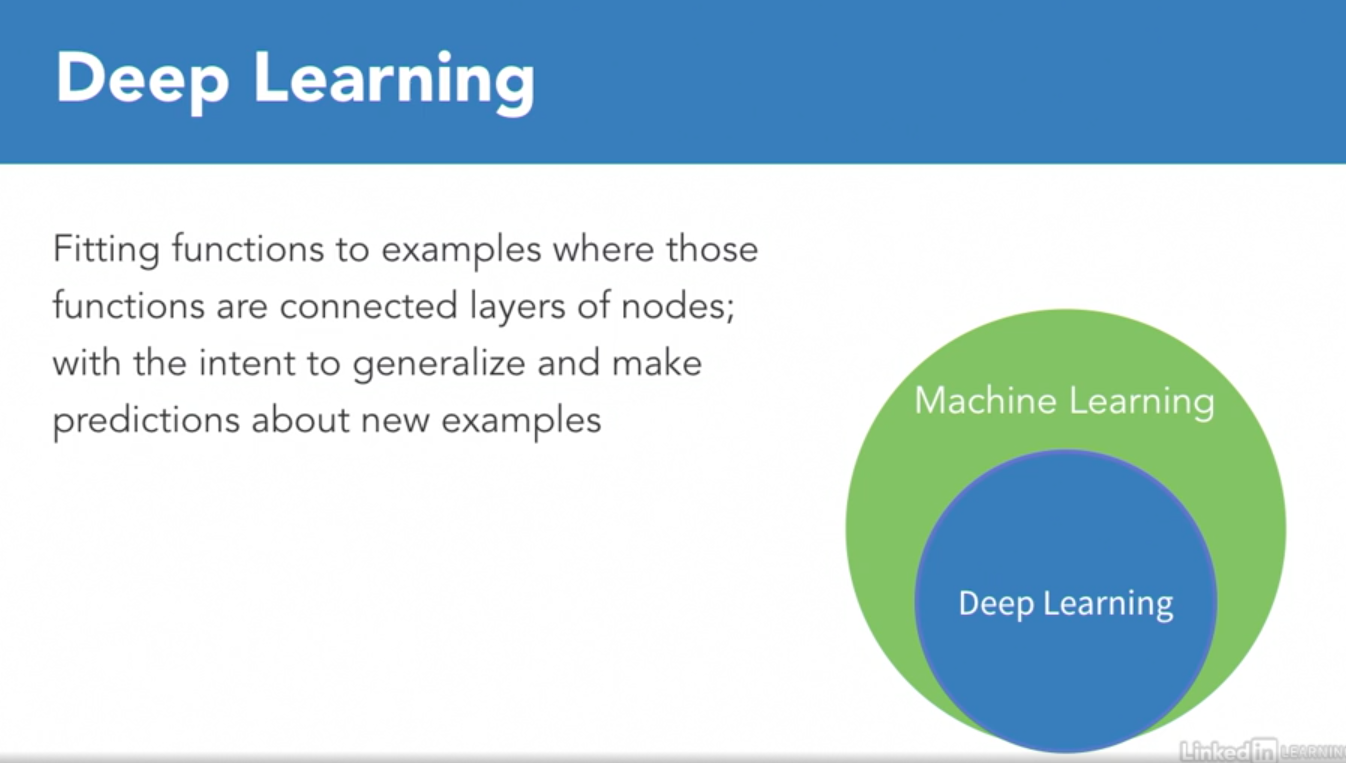 Deep Learning
Fitting functions to examples where those
functions are connected layers of nodes;
with the intent to generalize and make
predictions about new examples
Machine Learning
Deep Learning
Linked in LEARNIN